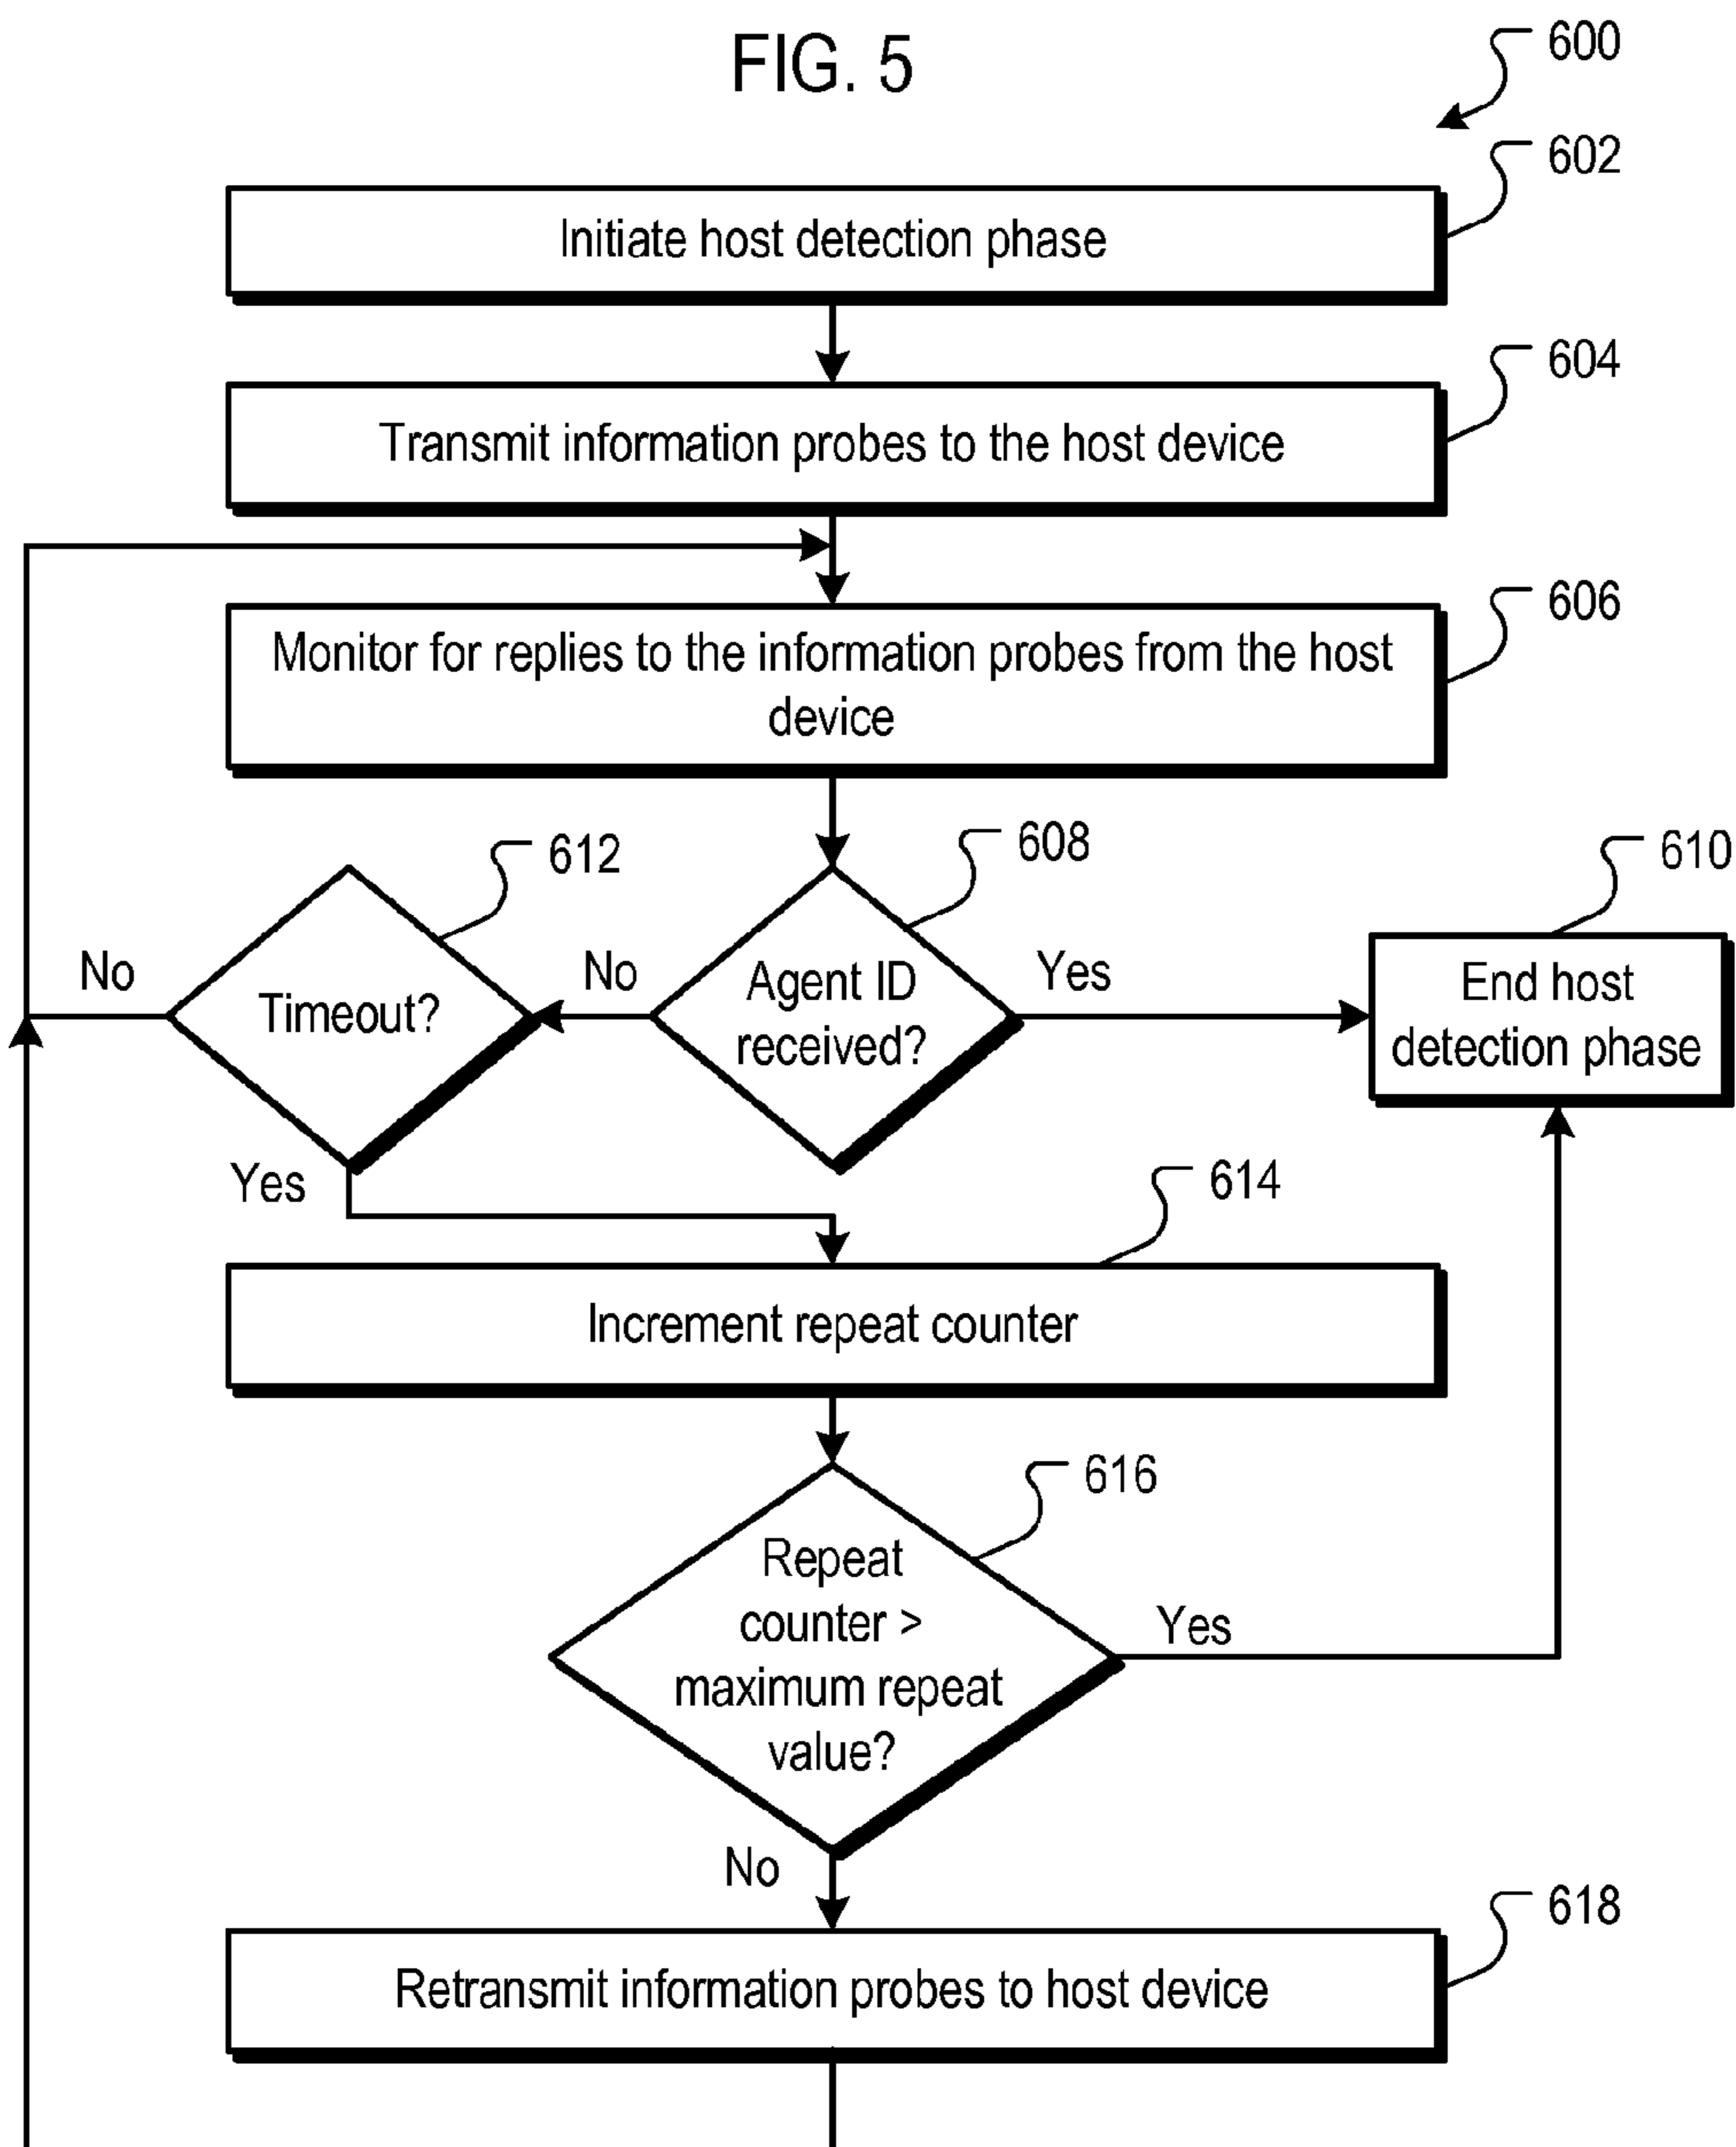 FIG. 5
600
602
Initiate host detection phase
604
Transmit information probes to the host device
606
Monitor for replies to the information probes from the host
device
612
608
610
No
Timeout?
No
Agent ID
received?
Yes
End host
detection phase
Yes
614
Increment repeat counter
616
Repeat
counter >
maximum repeat
value?
Yes
No
618
Retransmit information probes to host device